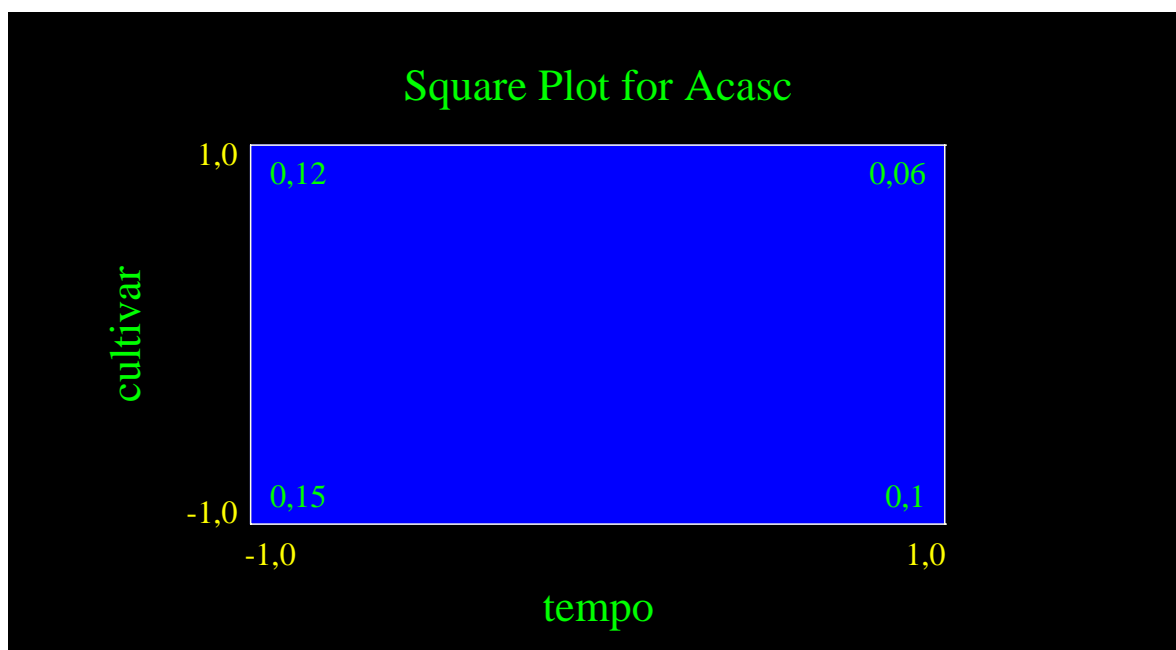 Square Plot for Acasc
1,0
0,12 0,06
cultivar
-1,0
0,15 0,1
-1,0 1,0
tempo